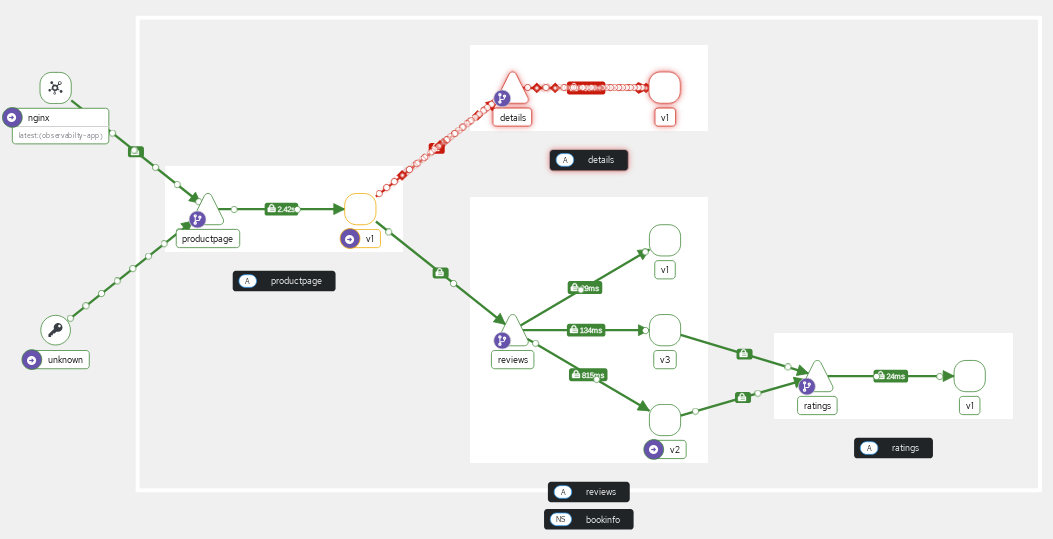 nginx
latest:(observabilty-app)
details
v1
A details
2.42s
productpage
v1
A productpage
v1
29ms
134ms
reviews
v3
815ms
unknown
24ms
ratings
v1
v2
A ratings
A reviews
NS bookinfo